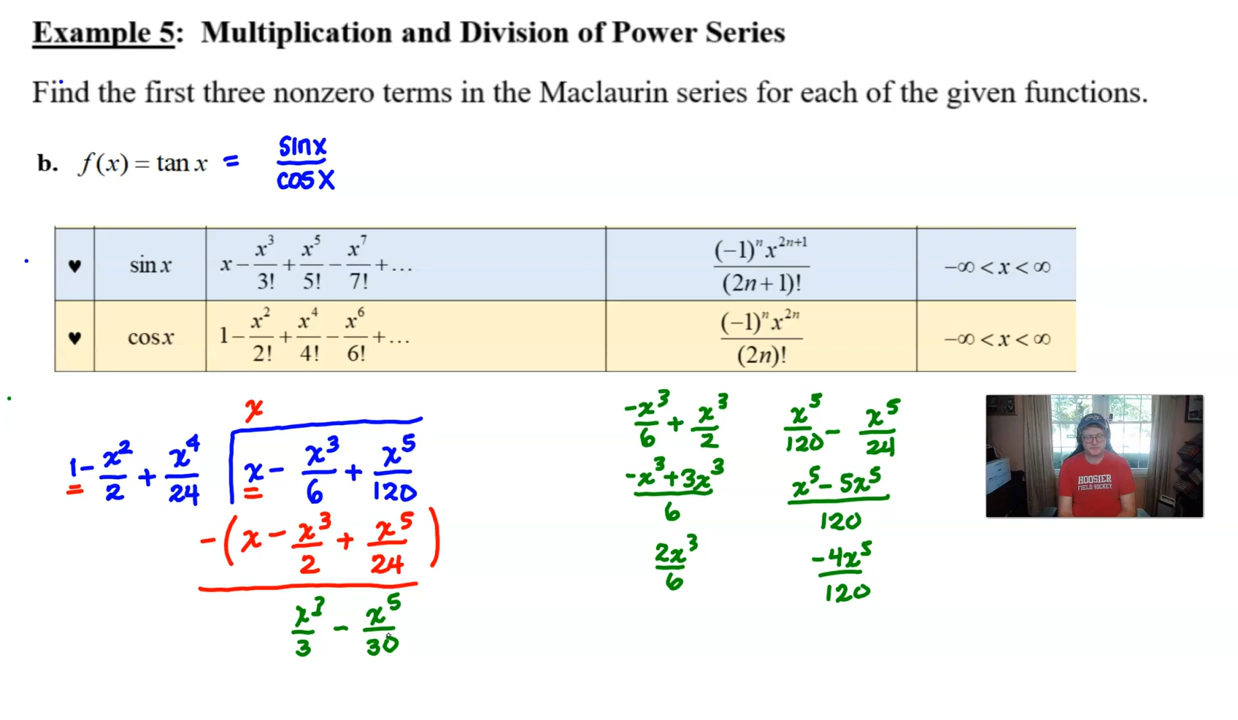 Example 5: Multiplication and Division of Power Series
Find the first three nonzero terms in the Maclaurin series for each of the given functions.
b. f(x) = tan x = sinx/cosx
♥ sin x x − x³/3! + x⁵/5! − x⁷/7! + … (−1)ⁿx²ⁿ⁺¹/(2n+1)! −∞ < x < ∞
♥ cos x 1 − x²/2! + x⁴/4! − x⁶/6! + … (−1)ⁿx²ⁿ/(2n)! −∞ < x < ∞
x
1 − x²/2 + x⁴/24 x − x³/6 + x⁵/120
−(x − x³/2 + x⁵/24)
x³/3 − x⁵/30
−x³/6 + x³/2
−x³+3x³/6
2x³/6
x⁵/120 − x⁵/24
x⁵−5x⁵/120
−4x⁵/120
HOOSIER
FIELD HOCKEY